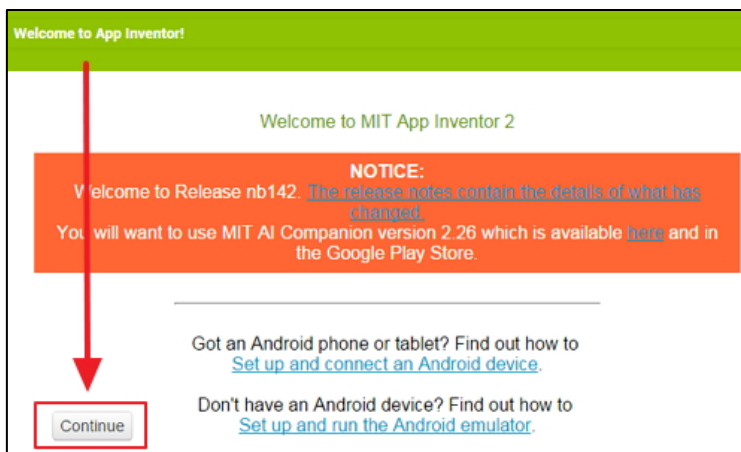 Welcome to App Inventor!
Welcome to MIT App Inventor 2
NOTICE:
Welcome to Release nb142. The release notes contain the details of what has
changed.
You will want to use MIT AI Companion version 2.26 which is available here and in
the Google Play Store.
Got an Android phone or tablet? Find out how to
Set up and connect an Android device.
Don't have an Android device? Find out how to
Set up and run the Android emulator.
Continue